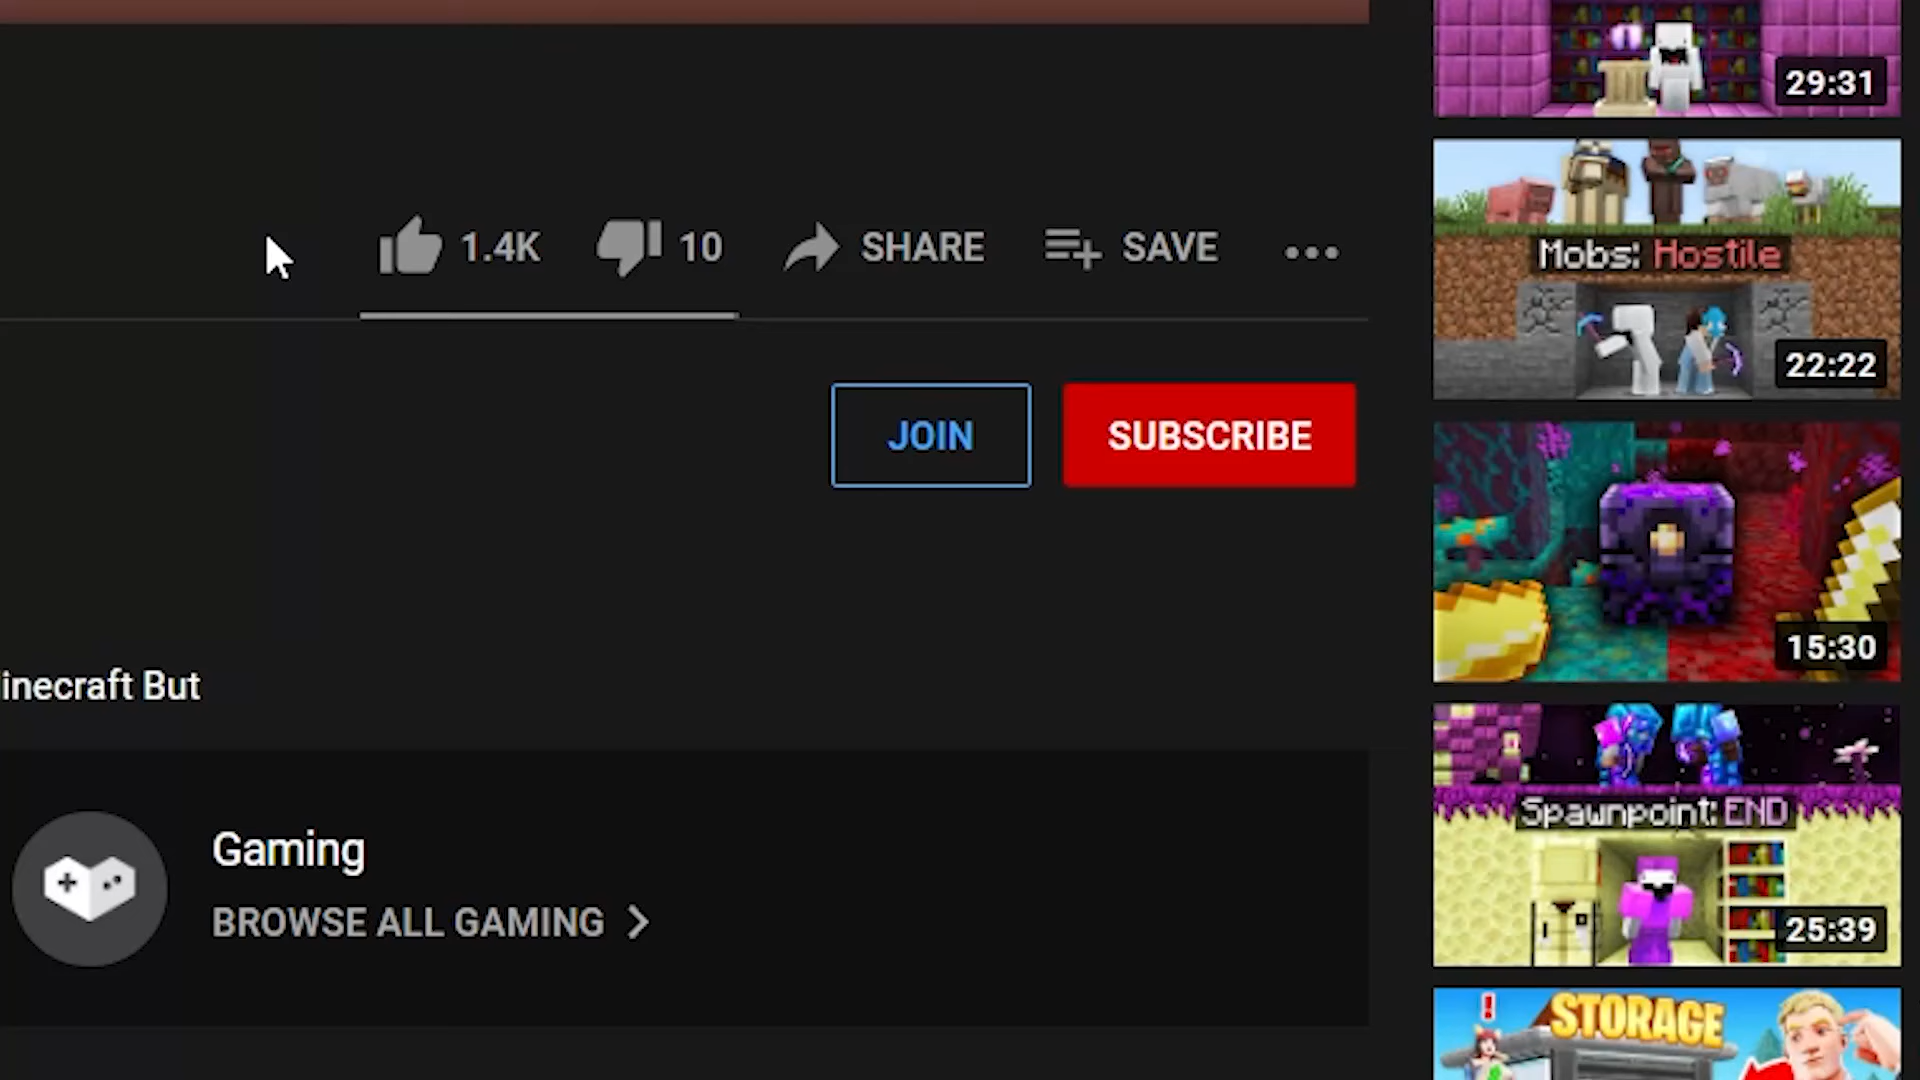 29:31
1.4K 10 SHARE SAVE
Mobs: Hostile
22:22
JOIN SUBSCRIBE
15:30
inecraft But
Spawnpoint: END
Gaming
BROWSE ALL GAMING
25:39
!
STORAGE